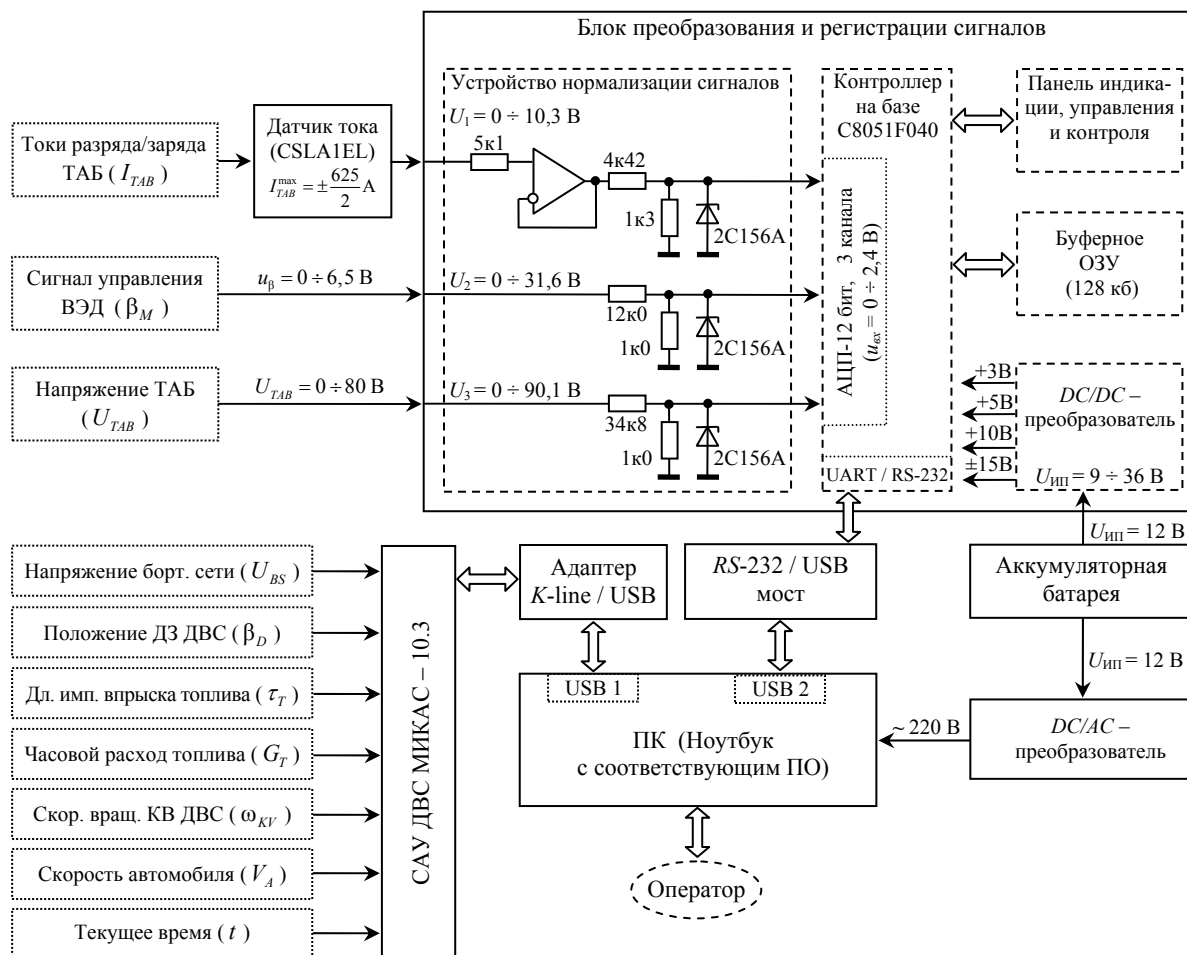 Блок преобразования и регистрации сигналов
Устройство нормализации сигналов
Контроллер
на базе
C8051F040
Панель индика-
ции, управления
и контроля
Токи разряда/заряда
ТАБ ( I_TAB )
Датчик тока
(CSLA1EL)
I_TAB^max = ± 625/2 А
U1 = 0 ÷ 10,3 В
5к1
4к42
1к3
2С156А
Сигнал управления
ВЭД ( β_M )
u_β = 0 ÷ 6,5 В
U2 = 0 ÷ 31,6 В
12к0
1к0
2С156А
Напряжение ТАБ
( U_TAB )
U_TAB = 0 ÷ 80 В
U3 = 0 ÷ 90,1 В
34к8
1к0
2С156А
АЦП-12 бит, 3 канала
(u_вх = 0 ÷ 2,4 В)
UART / RS-232
Буферное
ОЗУ
(128 кб)
+3В
+5В
+10В
±15В
DC/DC –
преобразователь
U_ИП = 9 ÷ 36 В
U_ИП = 12 В
Аккумуляторная
батарея
U_ИП = 12 В
DC/AC –
преобразователь
~ 220 В
Напряжение борт. сети ( U_BS )
Положение ДЗ ДВС ( β_D )
Дл. имп. впрыска топлива ( τ_T )
Часовой расход топлива ( G_T )
Скор. вращ. КВ ДВС ( ω_KV )
Скорость автомобиля ( V_A )
Текущее время ( t )
САУ ДВС МИКАС – 10.3
Адаптер
K-line / USB
RS-232 / USB
мост
USB 1
USB 2
ПК (Ноутбук
с соответствующим ПО)
Оператор